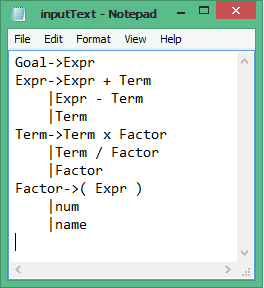 inputText - Notepad
File Edit Format View Help
Goal->Expr
Expr->Expr + Term
|Expr - Term
|Term
Term->Term x Factor
|Term / Factor
|Factor
Factor->( Expr )
|num
|name